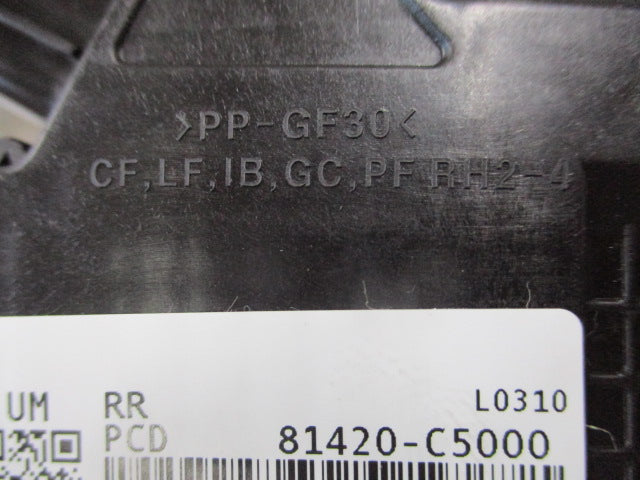 >PP-GF30<
CF,LF,IB,GC,PF RH2-4
UM RR L0310
PCD 81420-C5000